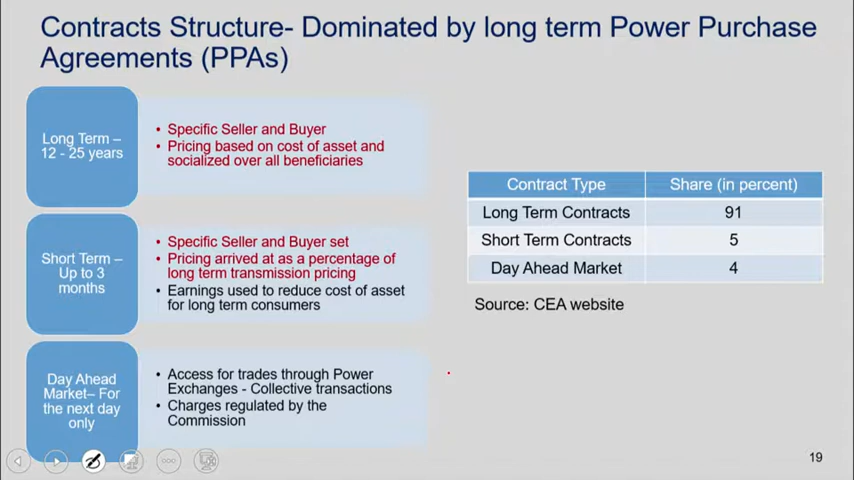 Contracts Structure- Dominated by long term Power Purchase
Agreements (PPAs)
Long Term –
12 - 25 years
• Specific Seller and Buyer
• Pricing based on cost of asset and
socialized over all beneficiaries
Short Term –
Up to 3
months
• Specific Seller and Buyer set
• Pricing arrived at as a percentage of
long term transmission pricing
• Earnings used to reduce cost of asset
for long term consumers
Day Ahead
Market– For
the next day
only
• Access for trades through Power
Exchanges - Collective transactions
• Charges regulated by the
Commission
Contract Type Share (in percent)
Long Term Contracts 91
Short Term Contracts 5
Day Ahead Market 4
Source: CEA website
19